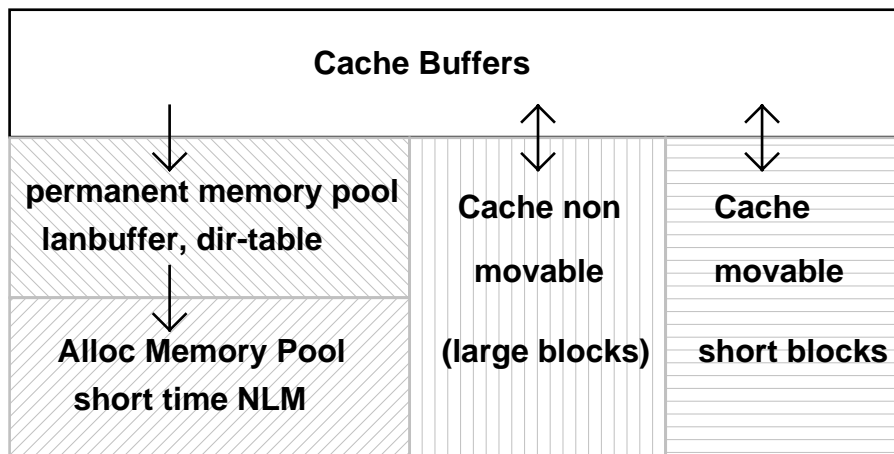 Cache Buffers
permanent memory pool
lanbuffer, dir-table
Alloc Memory Pool
short time NLM
Cache non
movable
(large blocks)
Cache
movable
short blocks